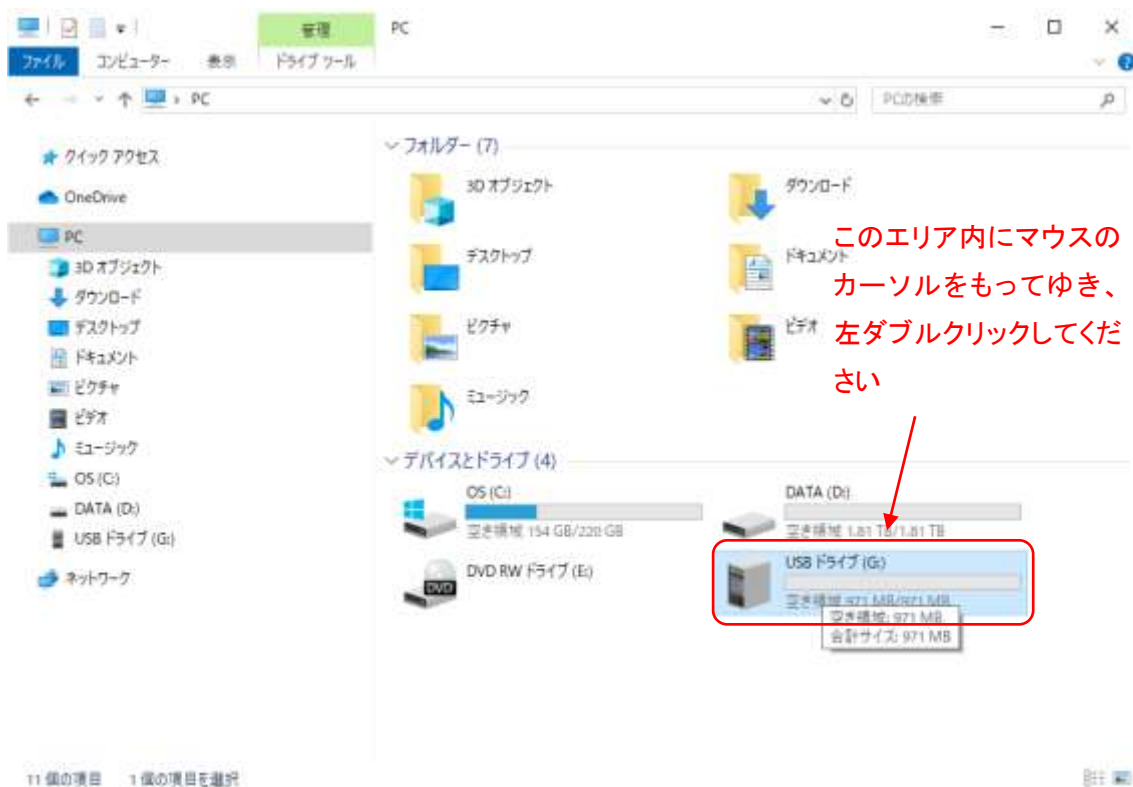 管理
PC
ファイル
コンピューター
表示
ドライブ ツール
PC
PCの検索
クイック アクセス
OneDrive
PC
3D オブジェクト
ダウンロード
デスクトップ
ドキュメント
ピクチャ
ビデオ
ミュージック
OS (C:)
DATA (D:)
USB ドライブ (G:)
ネットワーク
フォルダー (7)
3D オブジェクト
ダウンロード
デスクトップ
ドキュメント
ピクチャ
ビデオ
ミュージック
このエリア内にマウスの
カーソルをもってゆき、
左ダブルクリックしてくだ
さい
デバイスとドライブ (4)
OS (C:)
空き領域 154 GB/220 GB
DATA (D:)
空き領域 1.81 TB/1.81 TB
DVD RW ドライブ (E:)
DVD
USB ドライブ (G:)
空き領域 971 MB/971 MB
空き領域: 971 MB
合計サイズ: 971 MB
11 個の項目
1 個の項目を選択